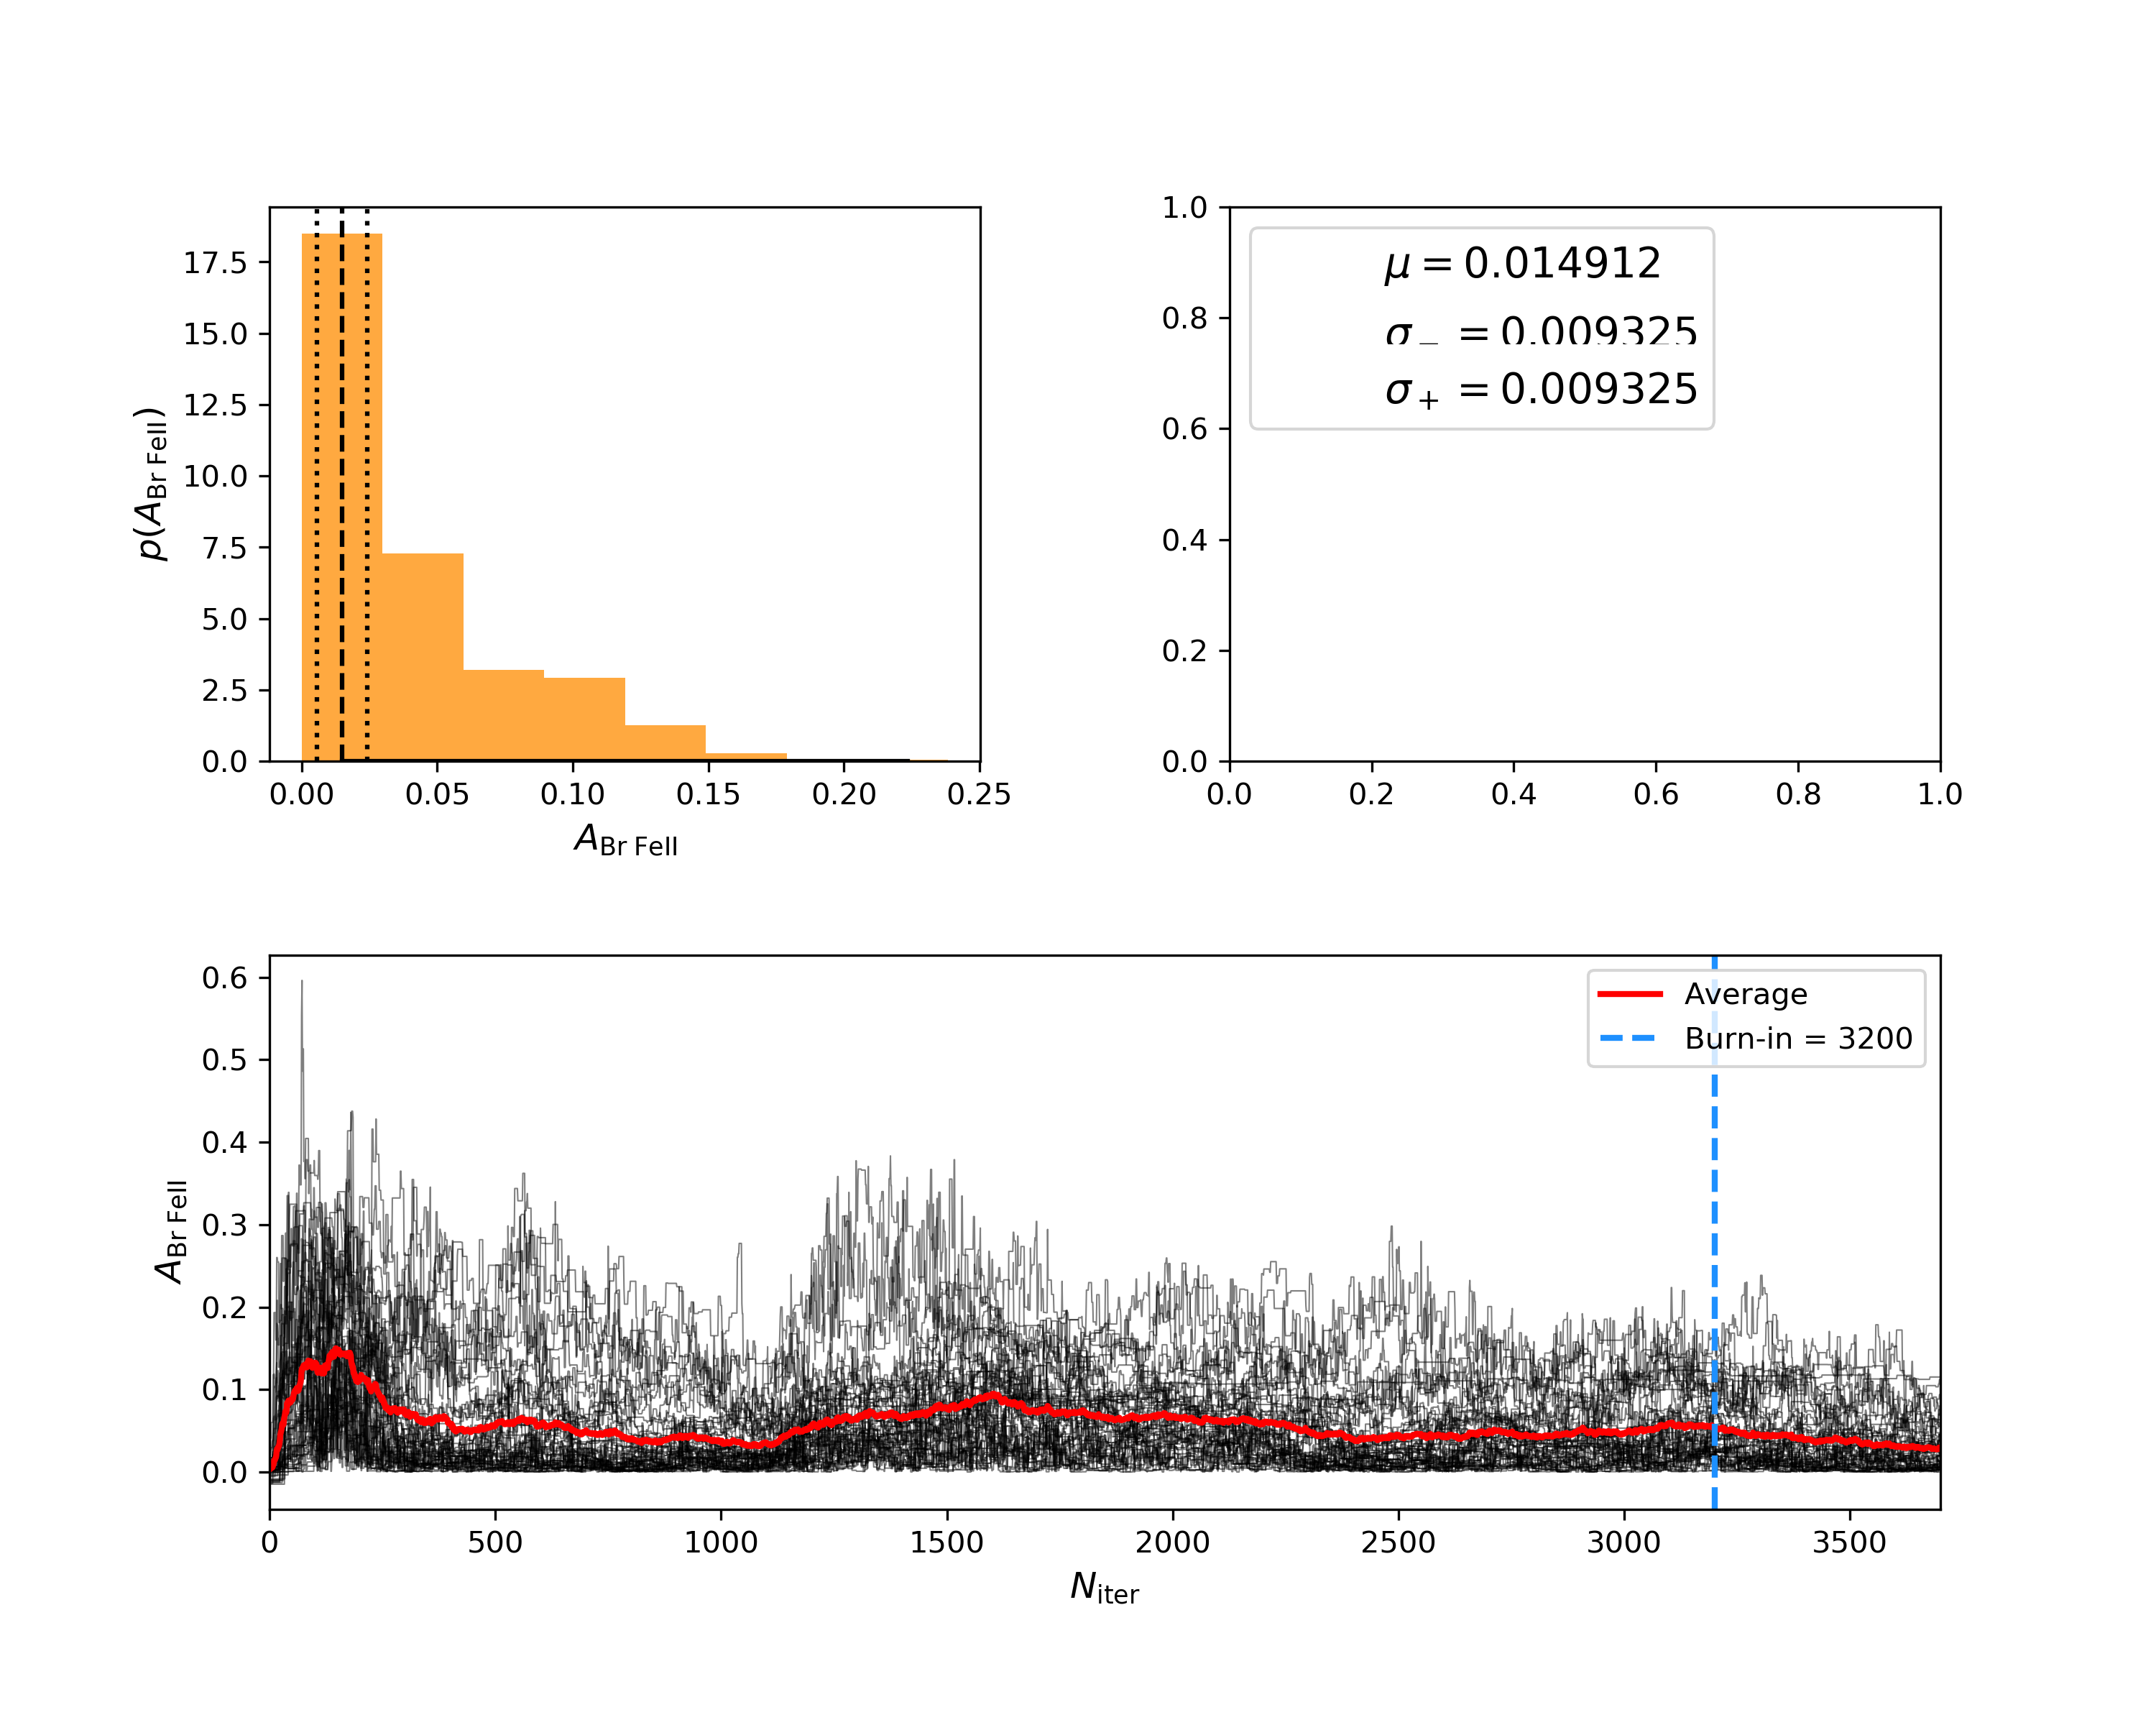 17.5
15.0
12.5
10.0
7.5
5.0
2.5
0.0
0.00 0.05 0.10 0.15 0.20 0.25
p(A_Br FeII)
A_Br FeII
1.0
0.8
0.6
0.4
0.2
0.0
0.0 0.2 0.4 0.6 0.8 1.0
μ = 0.014912
σ_- = 0.009325
σ_+ = 0.009325
0.6
0.5
0.4
0.3
0.2
0.1
0.0
A_Br FeII
Average
Burn-in = 3200
0 500 1000 1500 2000 2500 3000 3500
N_iter